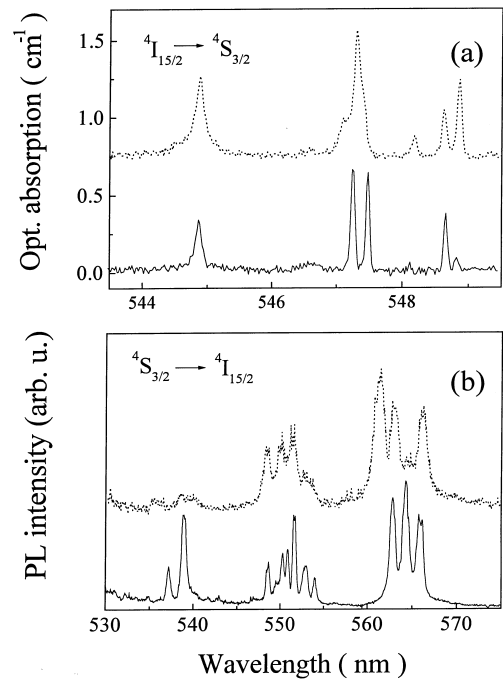 Opt. absorption ( cm⁻¹ )
1.5
1.0
0.5
0.0
⁴I₁₅/₂ → ⁴S₃/₂
(a)
544
546
548
PL intensity (arb. u.)
⁴S₃/₂ → ⁴I₁₅/₂
(b)
530
540
550
560
570
Wavelength ( nm )